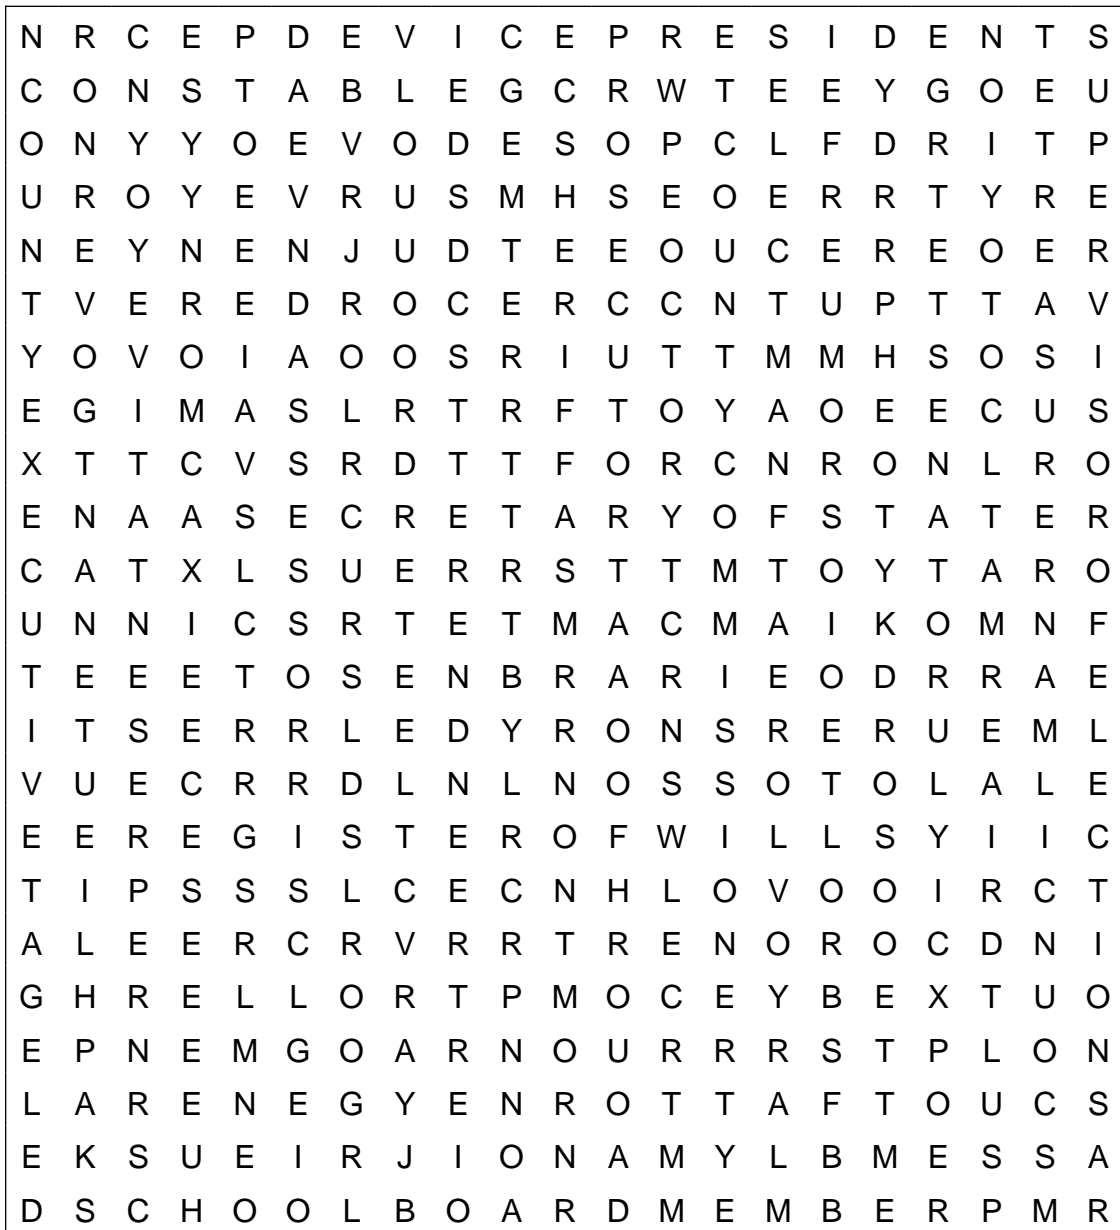 N R C E P D E V I C E P R E S I D E N T S
C O N S T A B L E G C R W T E E Y G O E U
O N Y Y O E V O D E S O P C L F D R I T P
U R O Y E V R U S M H S E O E R R T Y R E
N E Y N E N J U D T E E O U C E R E O E R
T V E R E D R O C E R C C N T U P T T A V
Y O V O I A O O S R I U T T M M H S O S I
E G I M A S L R T R F T O Y A O E E C U S
X T T C V S R D T T F O R C N R O N L R O
E N A A S E C R E T A R Y O F S T A T E R
C A T X L S U E R R S T T M T O Y T A R O
U N N I C S R T E T M A C M A I K O M N F
T E E E T O S E N B R A R I E O D R R A E
I T S E R R L E D Y R O N S R E R U E M L
V U E C R R D L N L N O S S O T O L A L E
E E R E G I S T E R O F W I L L S Y I I C
T I P S S S L C E C N H L O V O O I R C T
A L E E R C R V R R T R E N O R O C D N I
G H R E L L O R T P M O C E Y B E X T U O
E P N E M G O A R N O U R R R S T P L O N
L A R E N E G Y E N R O T T A F T O U C S
E K S U E I R J I O N A M Y L B M E S S A
D S C H O O L B O A R D M E M B E R P M R